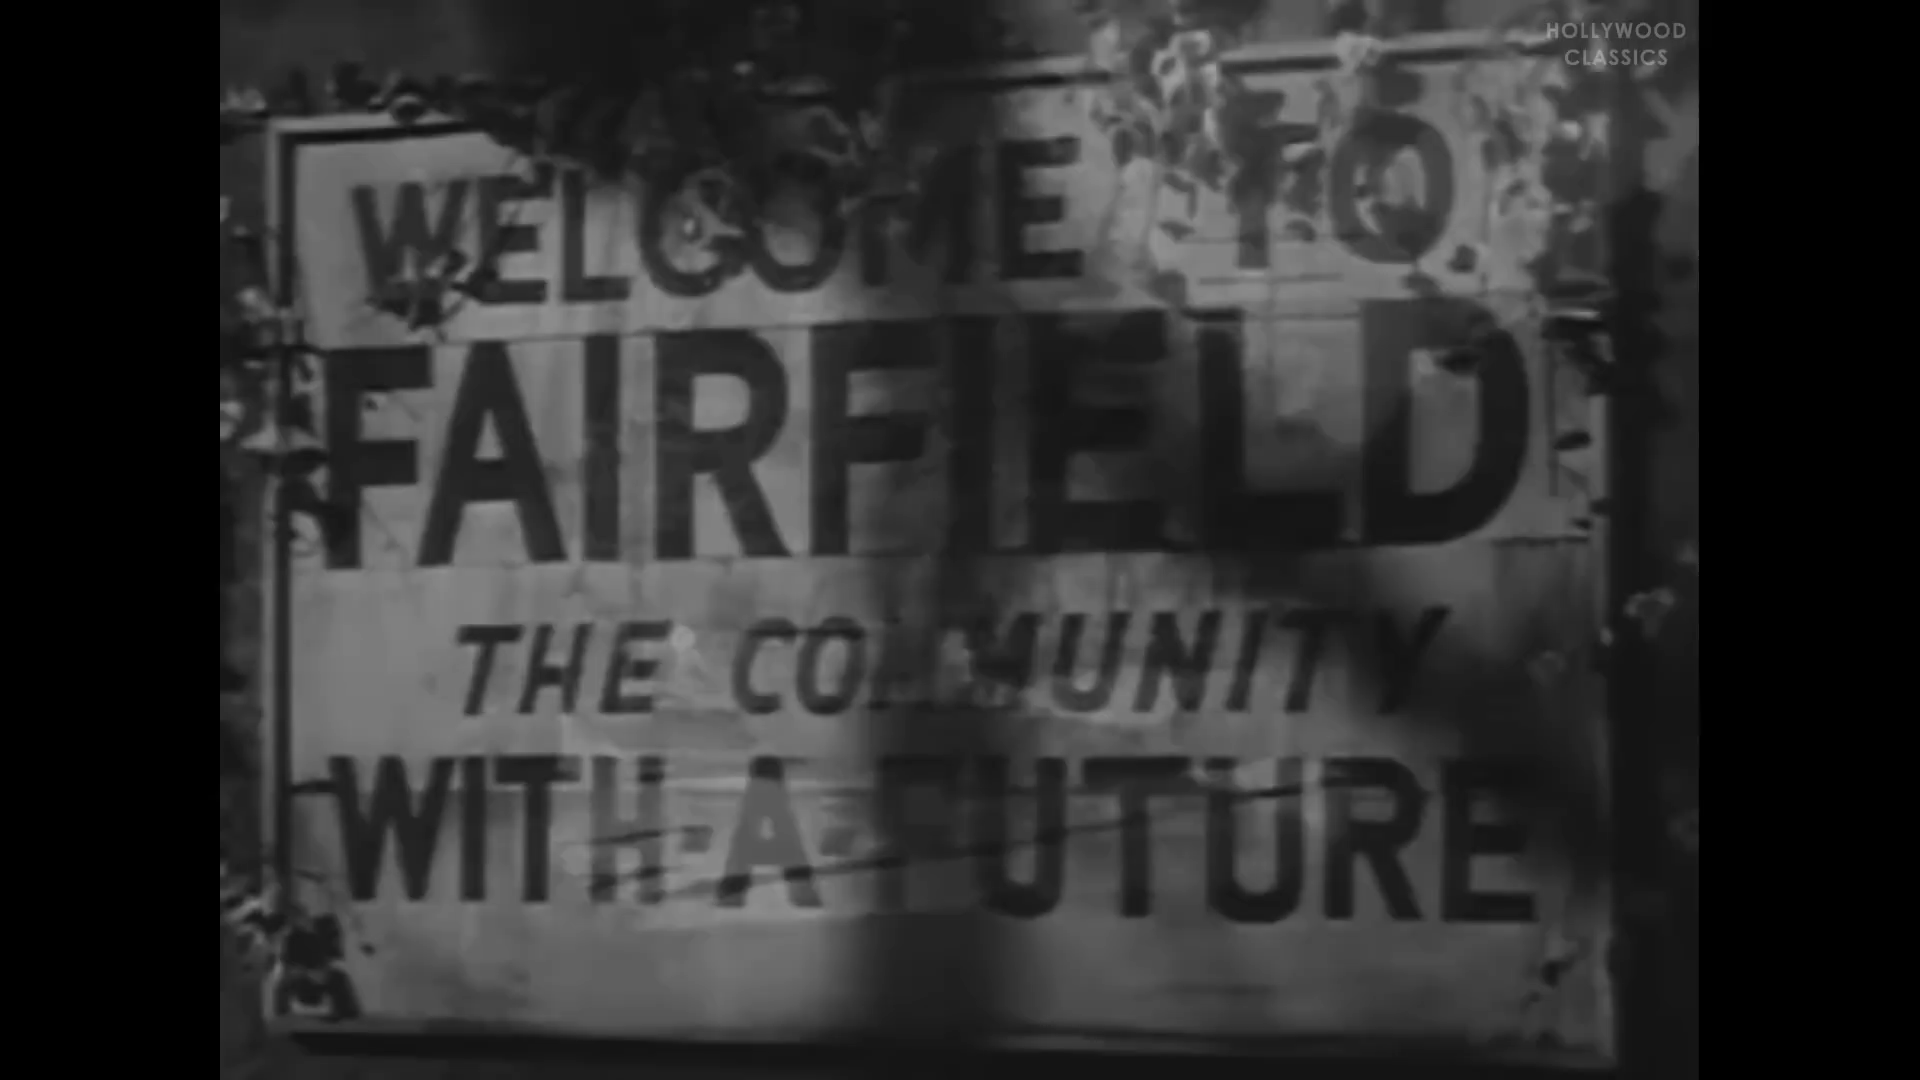 HOLLYWOOD
CLASSICS
WELCOME TO
FAIRFIELD
THE COMMUNITY
WITH-A-FUTURE